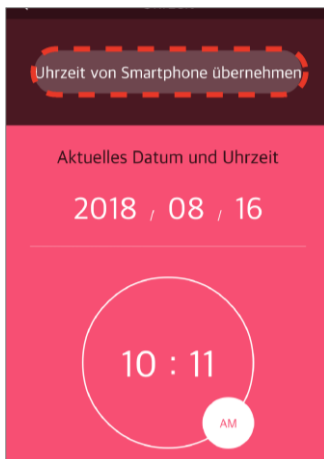 Uhrzeit von Smartphone übernehmen
Aktuelles Datum und Uhrzeit
2018 / 08 / 16
10 : 11
AM